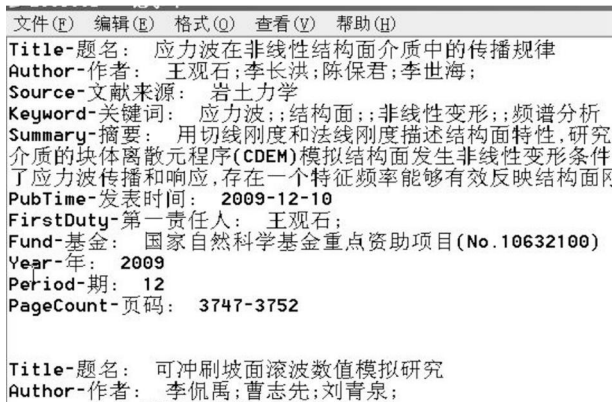 文件(F) 编辑(E) 格式(O) 查看(V) 帮助(H)
Title-题名： 应力波在非线性结构面介质中的传播规律
Author-作者： 王观石;李长洪;陈保君;李世海;
Source-文献来源： 岩土力学
Keyword-关键词： 应力波;;结构面;;非线性变形;;频谱分析
Summary-摘要： 用切线刚度和法线刚度描述结构面特性,研究
介质的块体离散元程序(CDEM)模拟结构面发生非线性变形条件
了应力波传播和响应,存在一个特征频率能够有效反映结构面
PubTime-发表时间： 2009-12-10
FirstDuty-第一责任人： 王观石;
Fund-基金： 国家自然科学基金重点资助项目(No.10632100)
Year-年： 2009
Period-期： 12
PageCount-页码： 3747-3752
Title-题名： 可冲刷坡面滚波数值模拟研究
Author-作者： 李侃禹;曹志先;刘青泉;